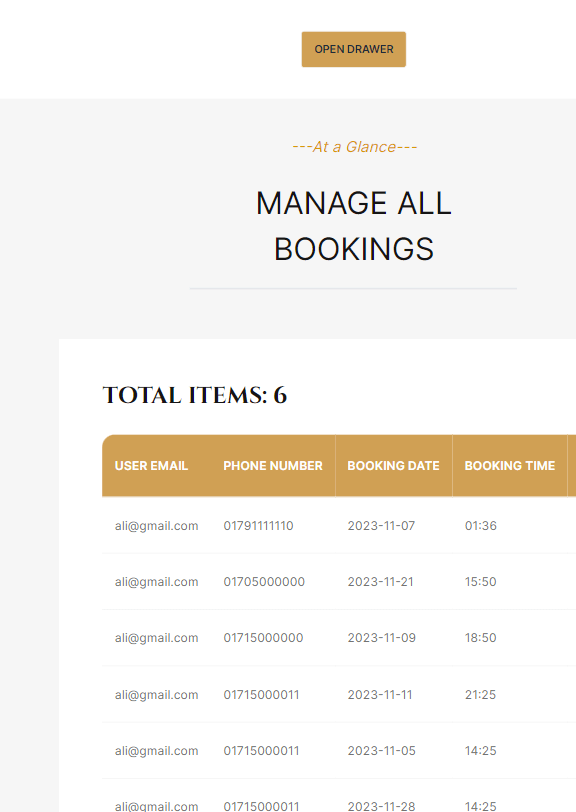 OPEN DRAWER
---At a Glance---
MANAGE ALL
BOOKINGS
TOTAL ITEMS: 6
USER EMAIL PHONE NUMBER BOOKING DATE BOOKING TIME
ali@gmail.com 01791111110 2023-11-07 01:36
ali@gmail.com 01705000000 2023-11-21 15:50
ali@gmail.com 01715000000 2023-11-09 18:50
ali@gmail.com 01715000011 2023-11-11 21:25
ali@gmail.com 01715000011 2023-11-05 14:25
ali@gmail.com 01715000011 2023-11-28 14:25